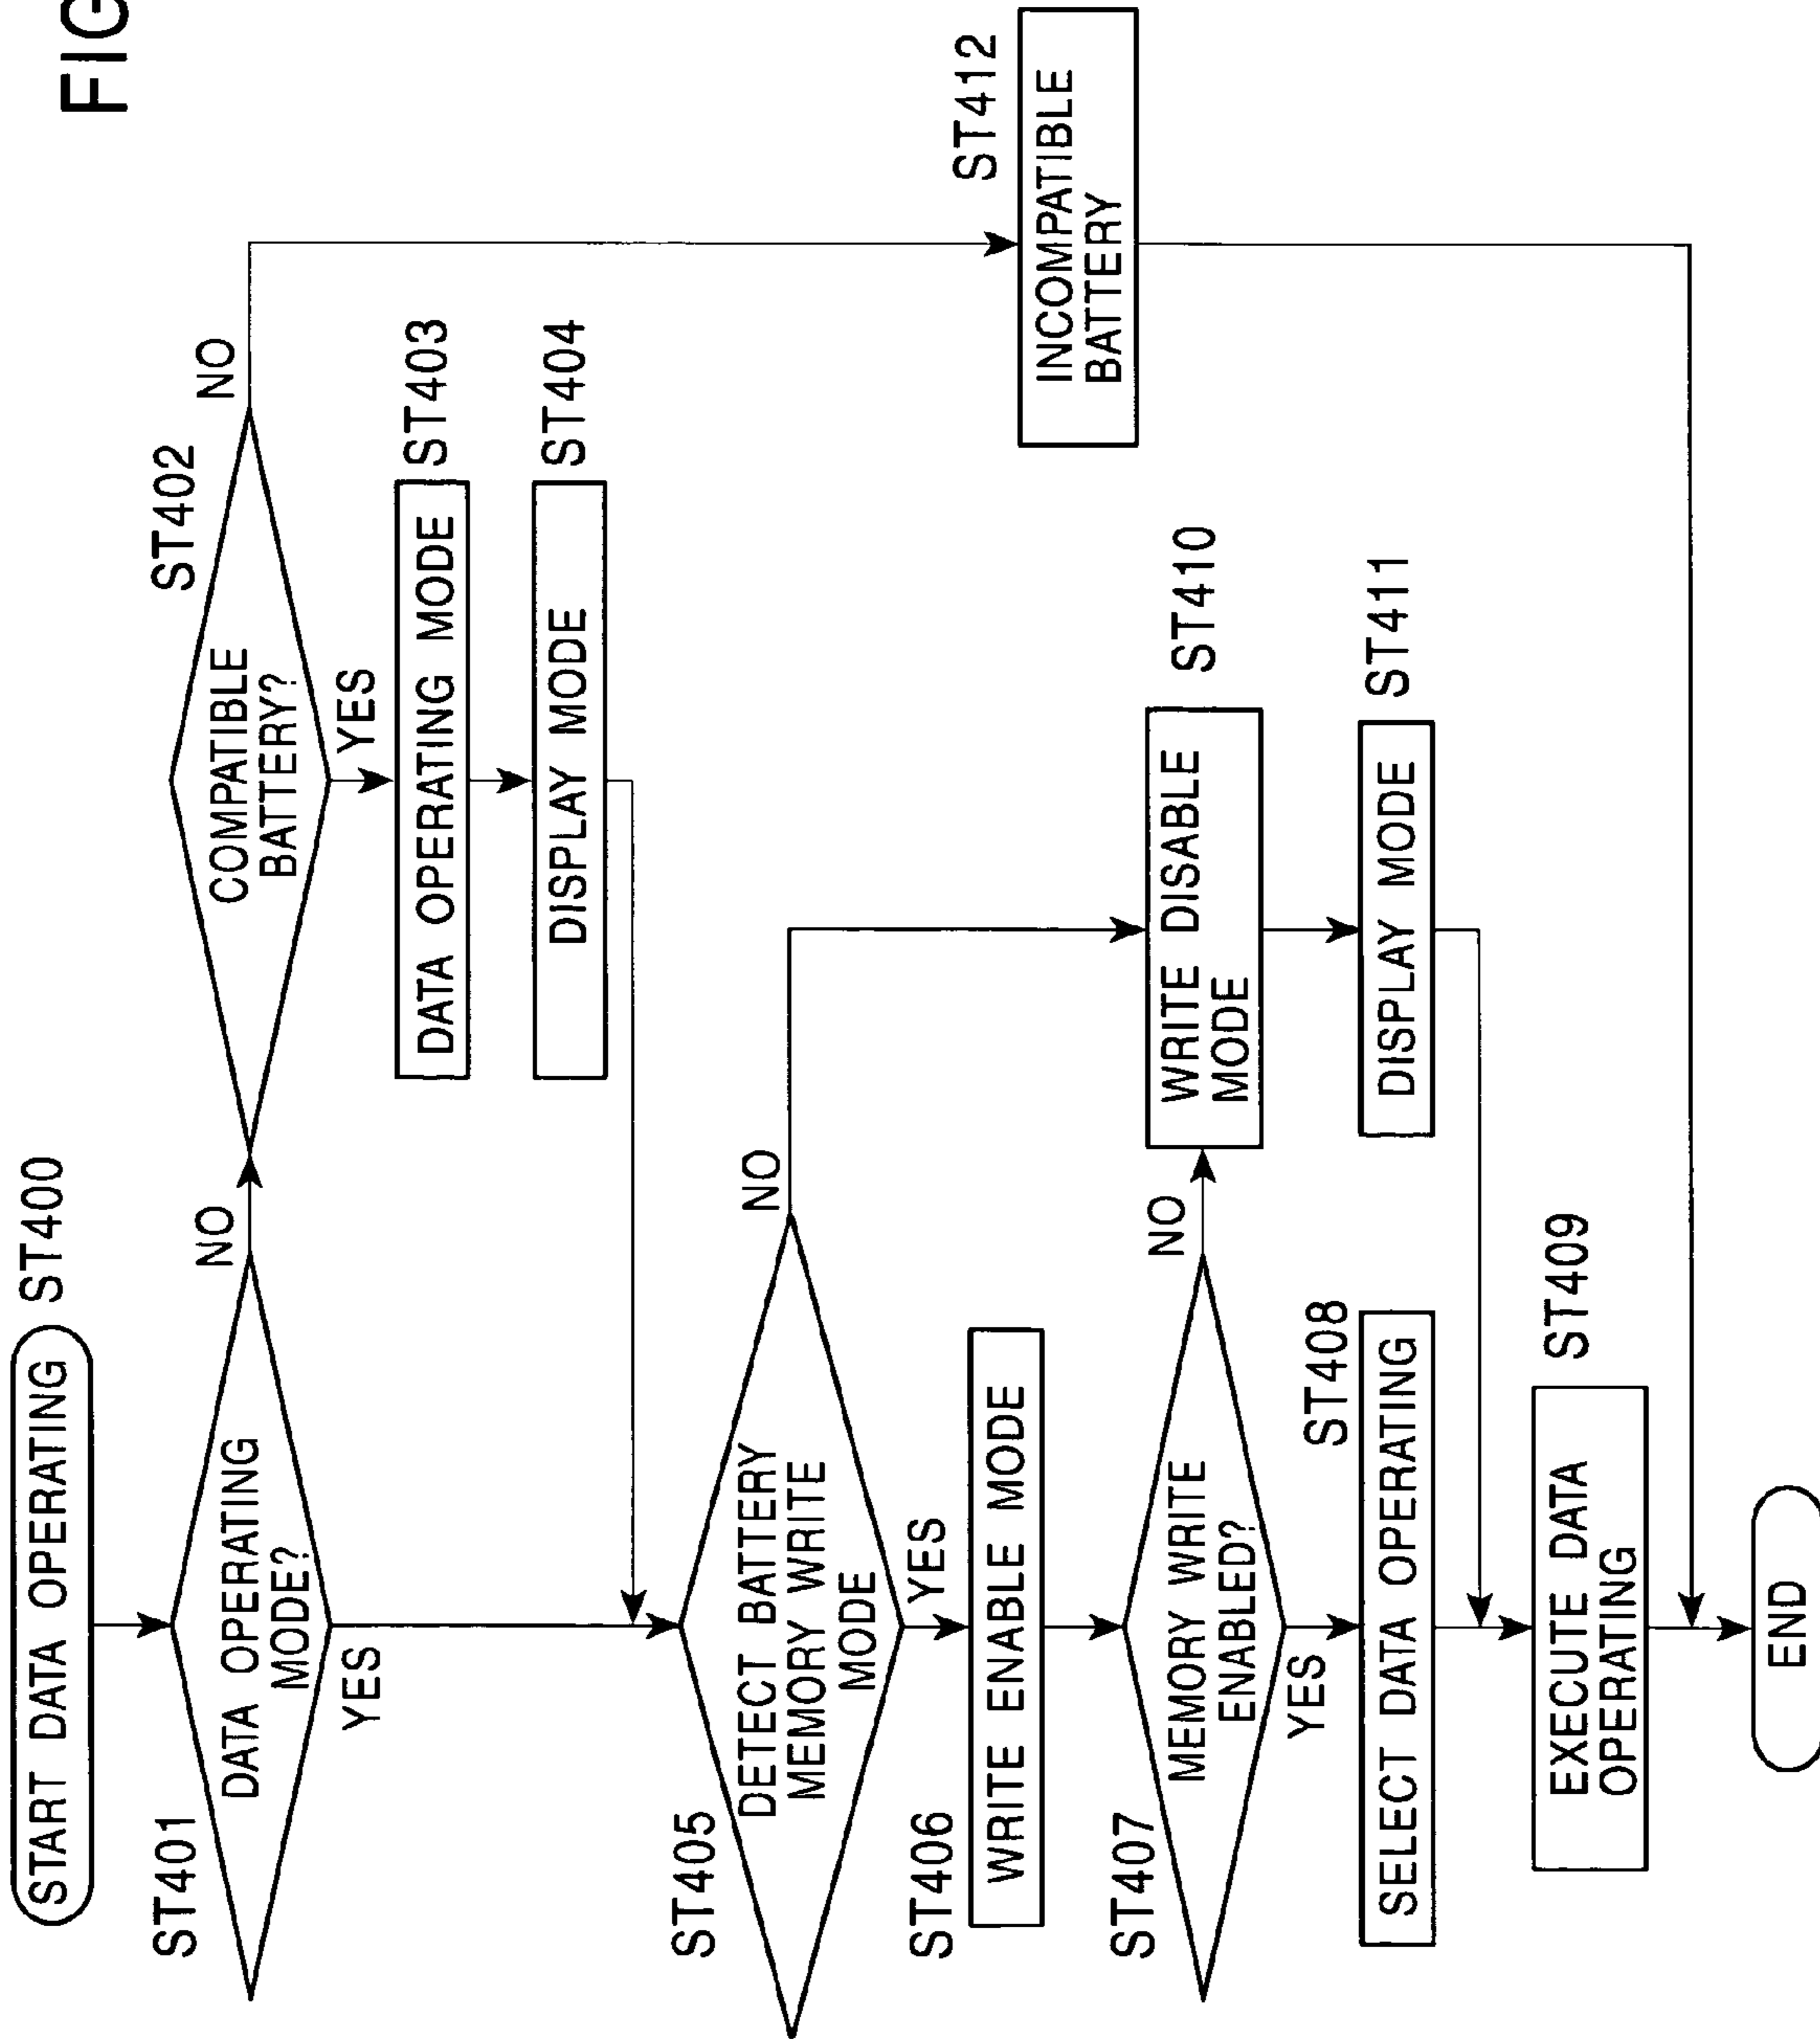 FIG
START DATA OPERATING
ST400
ST401
DATA OPERATING
MODE?
NO
YES
ST402
COMPATIBLE
BATTERY?
NO
YES
DATA OPERATING MODE
ST403
DISPLAY MODE
ST404
ST405
DETECT BATTERY
MEMORY WRITE
MODE
NO
YES
ST406
WRITE ENABLE MODE
ST407
MEMORY WRITE
ENABLED?
NO
YES
WRITE DISABLE
MODE
ST410
DISPLAY MODE
ST411
ST408
SELECT DATA OPERATING
EXECUTE DATA
OPERATING
ST409
INCOMPATIBLE
BATTERY
ST412
END